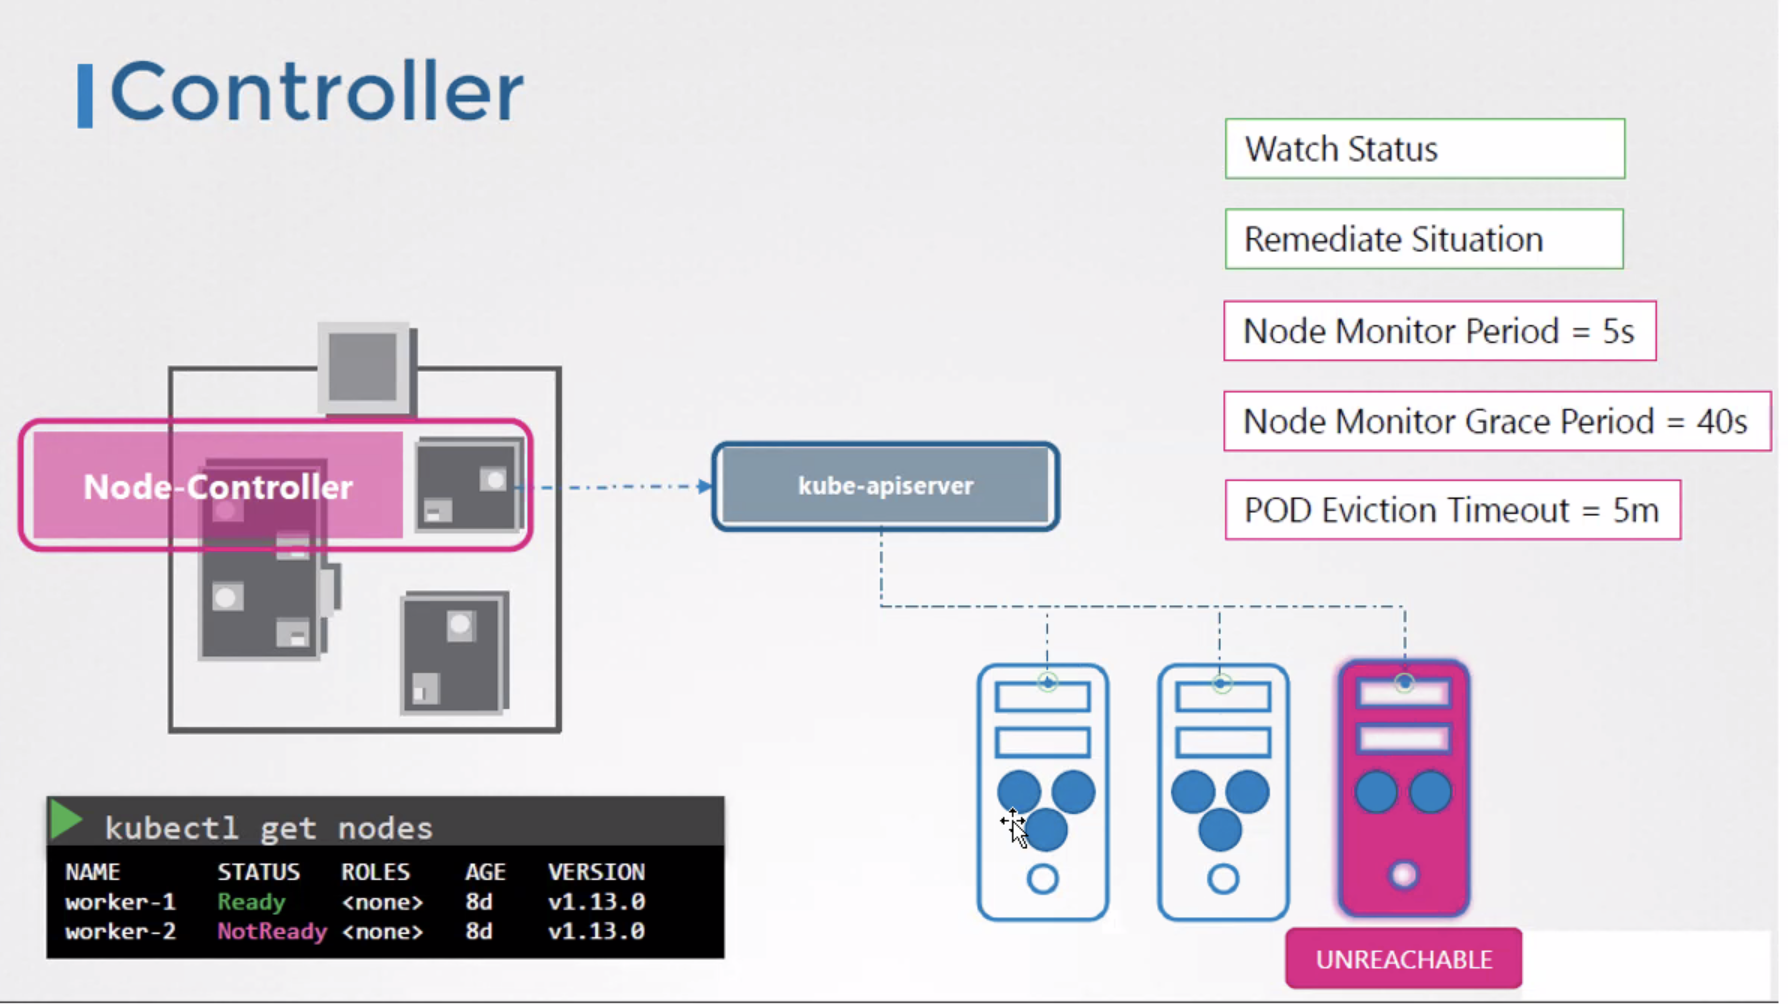 Controller
Watch Status
Remediate Situation
Node Monitor Period = 5s
Node Monitor Grace Period = 40s
POD Eviction Timeout = 5m
Node-Controller
kube-apiserver
kubectl get nodes
NAME STATUS ROLES AGE VERSION
worker-1 Ready <none> 8d v1.13.0
worker-2 NotReady <none> 8d v1.13.0
UNREACHABLE